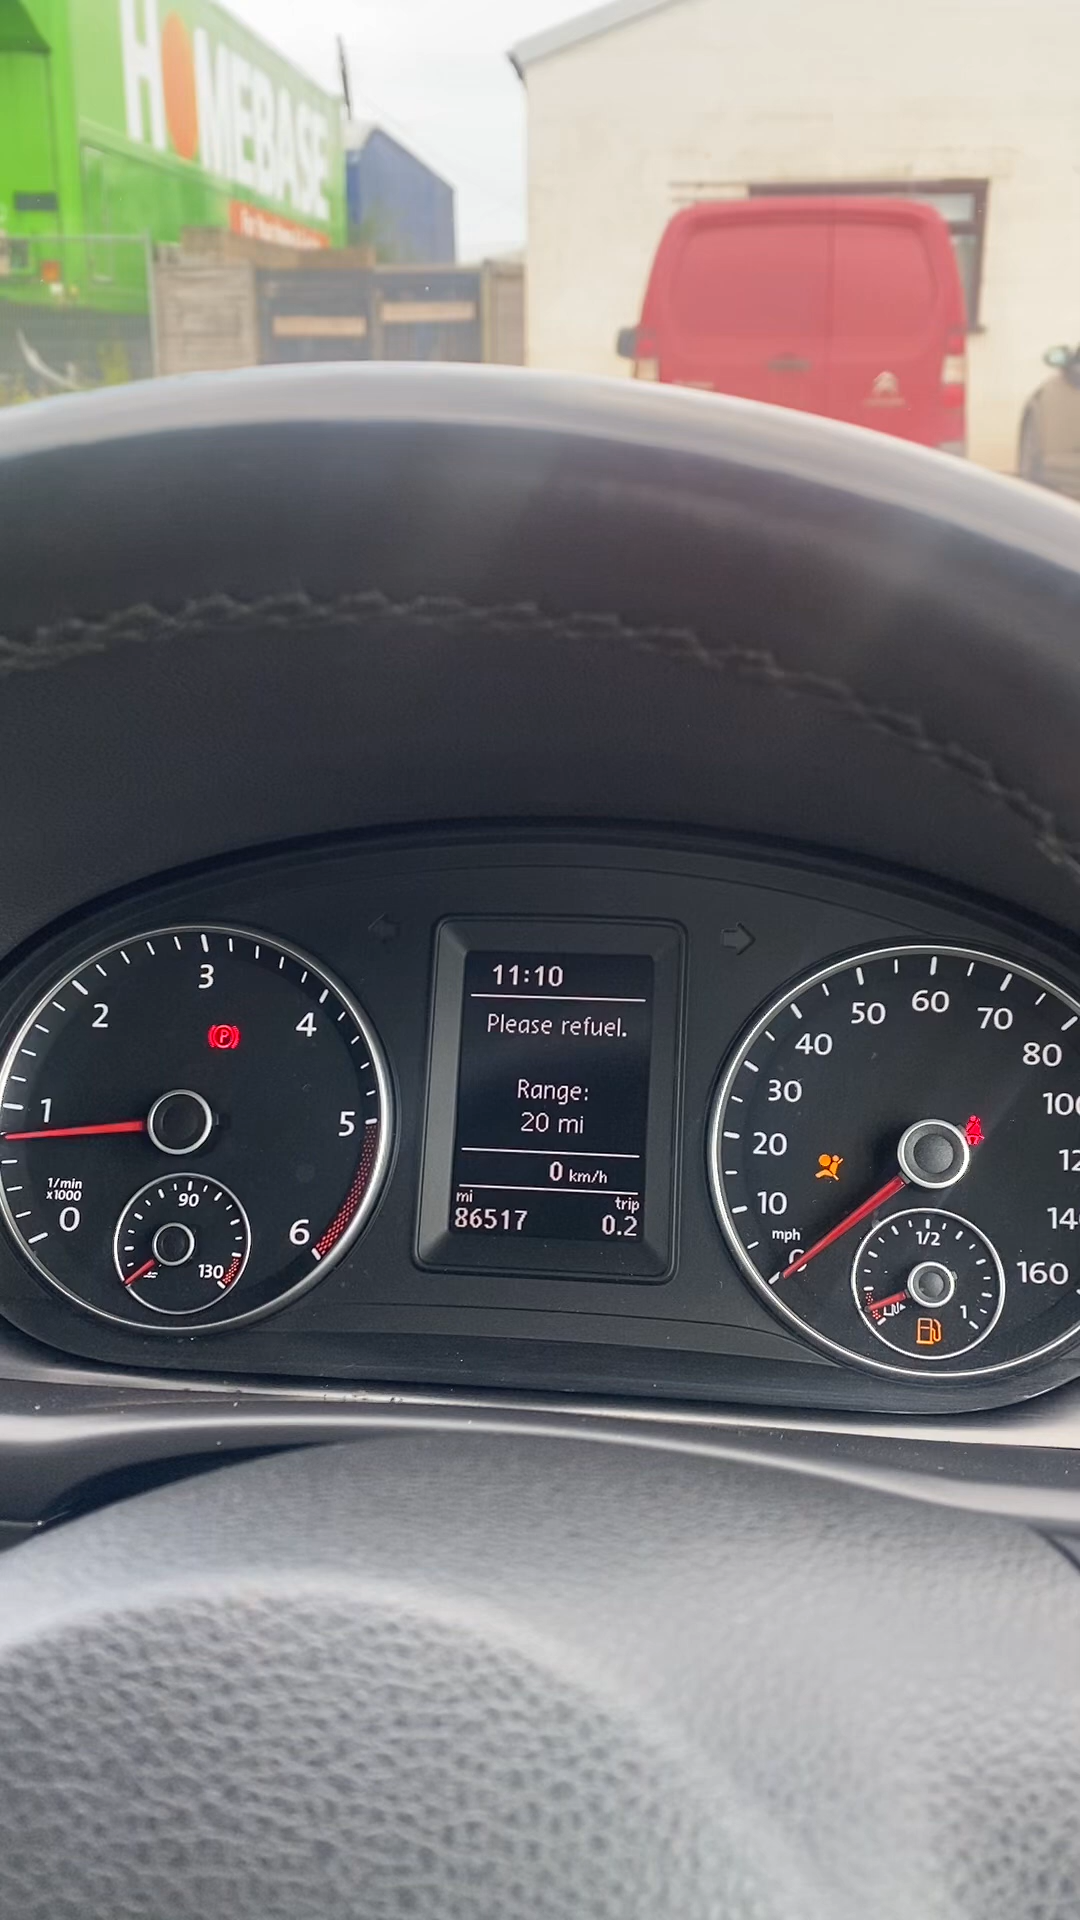 HOMEBASE
11:10
Please refuel.
Range:
20 mi
0 km/h
mi
trip
86517
0.2
0
1
2
3
4
5
6
1/min
x1000
90
130
P
0
10
20
30
40
50
60
70
80
100
160
mph
1/2
1